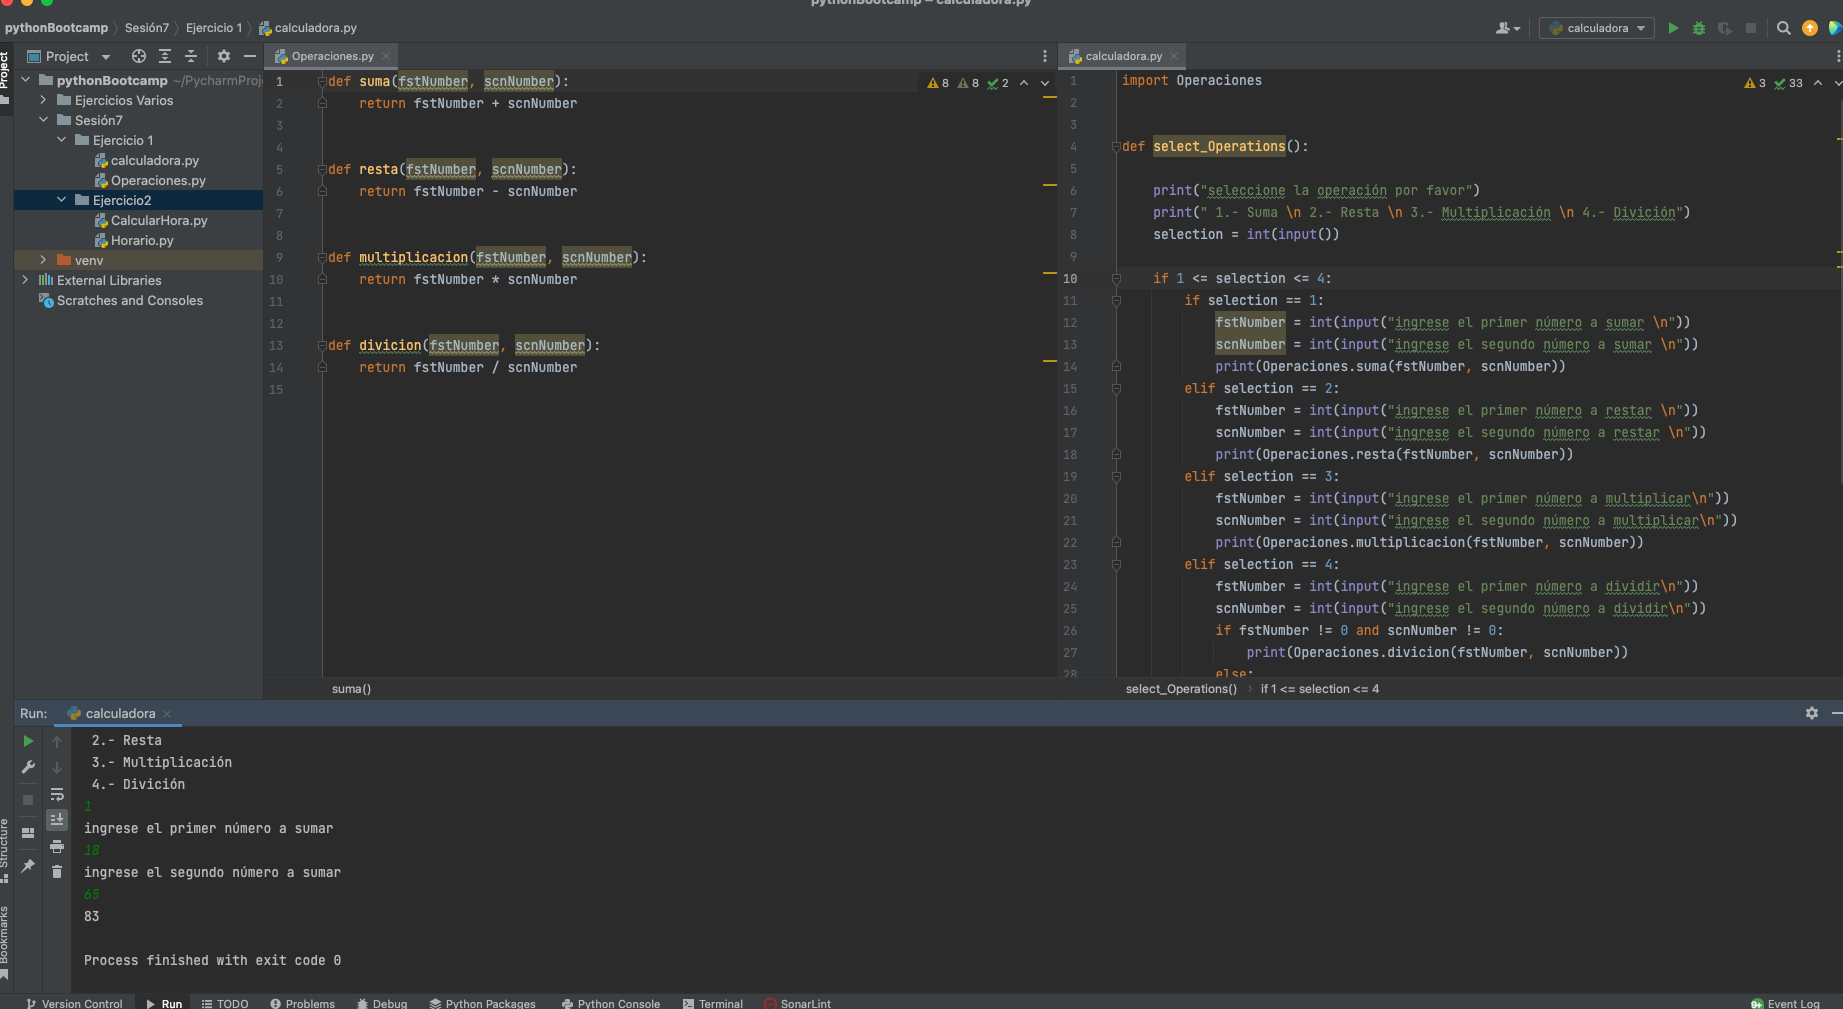 pythonBootcamp – calculadora.py
pythonBootcamp Sesión7 Ejercicio 1 calculadora.py
calculadora
Project
Project
pythonBootcamp ~/PycharmProj
Ejercicios Varios
Sesión7
Ejercicio 1
calculadora.py
Operaciones.py
Ejercicio2
CalcularHora.py
Horario.py
venv
External Libraries
Scratches and Consoles
Operaciones.py
8 8 2
1 def suma(fstNumber, scnNumber):
2 return fstNumber + scnNumber
3
4
5 def resta(fstNumber, scnNumber):
6 return fstNumber - scnNumber
7
8
9 def multiplicacion(fstNumber, scnNumber):
10 return fstNumber * scnNumber
11
12
13 def divicion(fstNumber, scnNumber):
14 return fstNumber / scnNumber
15
suma()
calculadora.py
3 33
1 import Operaciones
2
3
4 def select_Operations():
5
6 print("seleccione la operación por favor")
7 print(" 1.- Suma \n 2.- Resta \n 3.- Multiplicación \n 4.- Divición")
8 selection = int(input())
9
10 if 1 <= selection <= 4:
11 if selection == 1:
12 fstNumber = int(input("ingrese el primer número a sumar \n"))
13 scnNumber = int(input("ingrese el segundo número a sumar \n"))
14 print(Operaciones.suma(fstNumber, scnNumber))
15 elif selection == 2:
16 fstNumber = int(input("ingrese el primer número a restar \n"))
17 scnNumber = int(input("ingrese el segundo número a restar \n"))
18 print(Operaciones.resta(fstNumber, scnNumber))
19 elif selection == 3:
20 fstNumber = int(input("ingrese el primer número a multiplicar\n"))
21 scnNumber = int(input("ingrese el segundo número a multiplicar\n"))
22 print(Operaciones.multiplicacion(fstNumber, scnNumber))
23 elif selection == 4:
24 fstNumber = int(input("ingrese el primer número a dividir\n"))
25 scnNumber = int(input("ingrese el segundo número a dividir\n"))
26 if fstNumber != 0 and scnNumber != 0:
27 print(Operaciones.divicion(fstNumber, scnNumber))
28 else:
select_Operations() if 1 <= selection <= 4
Run: calculadora
2.- Resta
3.- Multiplicación
4.- Divición
1
ingrese el primer número a sumar
18
ingrese el segundo número a sumar
65
83
Process finished with exit code 0
Structure
Bookmarks
Version Control Run TODO Problems Debug Python Packages Python Console Terminal SonarLint 9+ Event Log